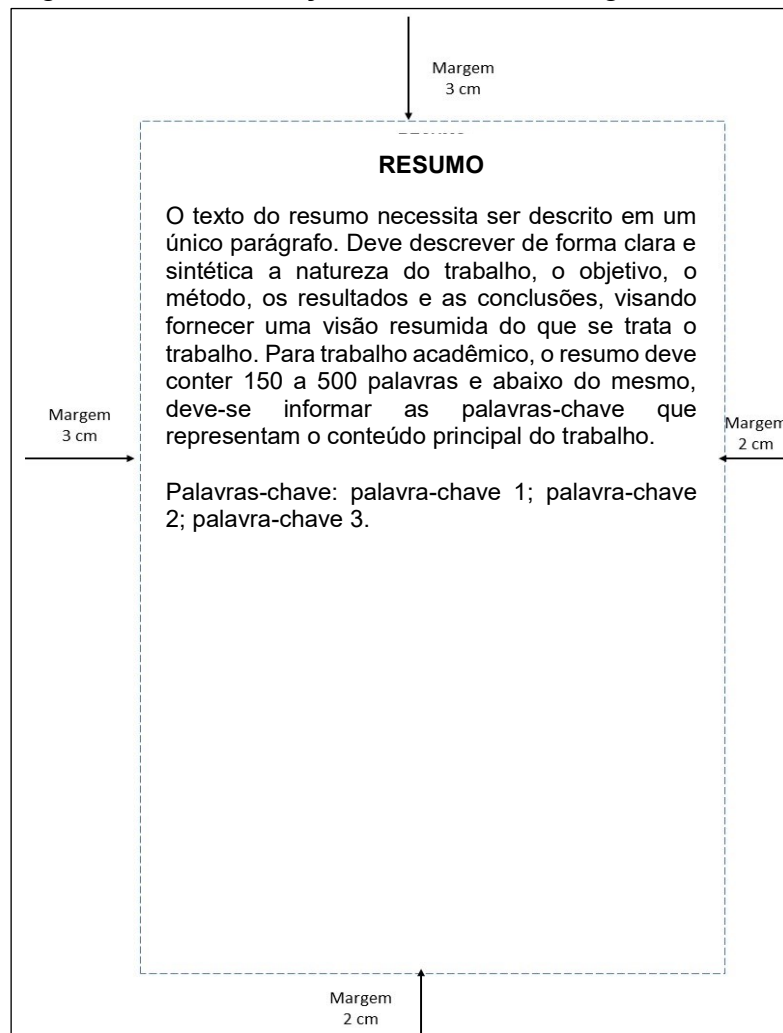 Margem
3 cm
RESUMO
O texto do resumo necessita ser descrito em um
único parágrafo. Deve descrever de forma clara e
sintética a natureza do trabalho, o objetivo, o
método, os resultados e as conclusões, visando
fornecer uma visão resumida do que se trata o
trabalho. Para trabalho acadêmico, o resumo deve
conter 150 a 500 palavras e abaixo do mesmo,
deve-se informar as palavras-chave que
representam o conteúdo principal do trabalho.
Margem
3 cm
Margem
2 cm
Palavras-chave: palavra-chave 1; palavra-chave
2; palavra-chave 3.
Margem
2 cm